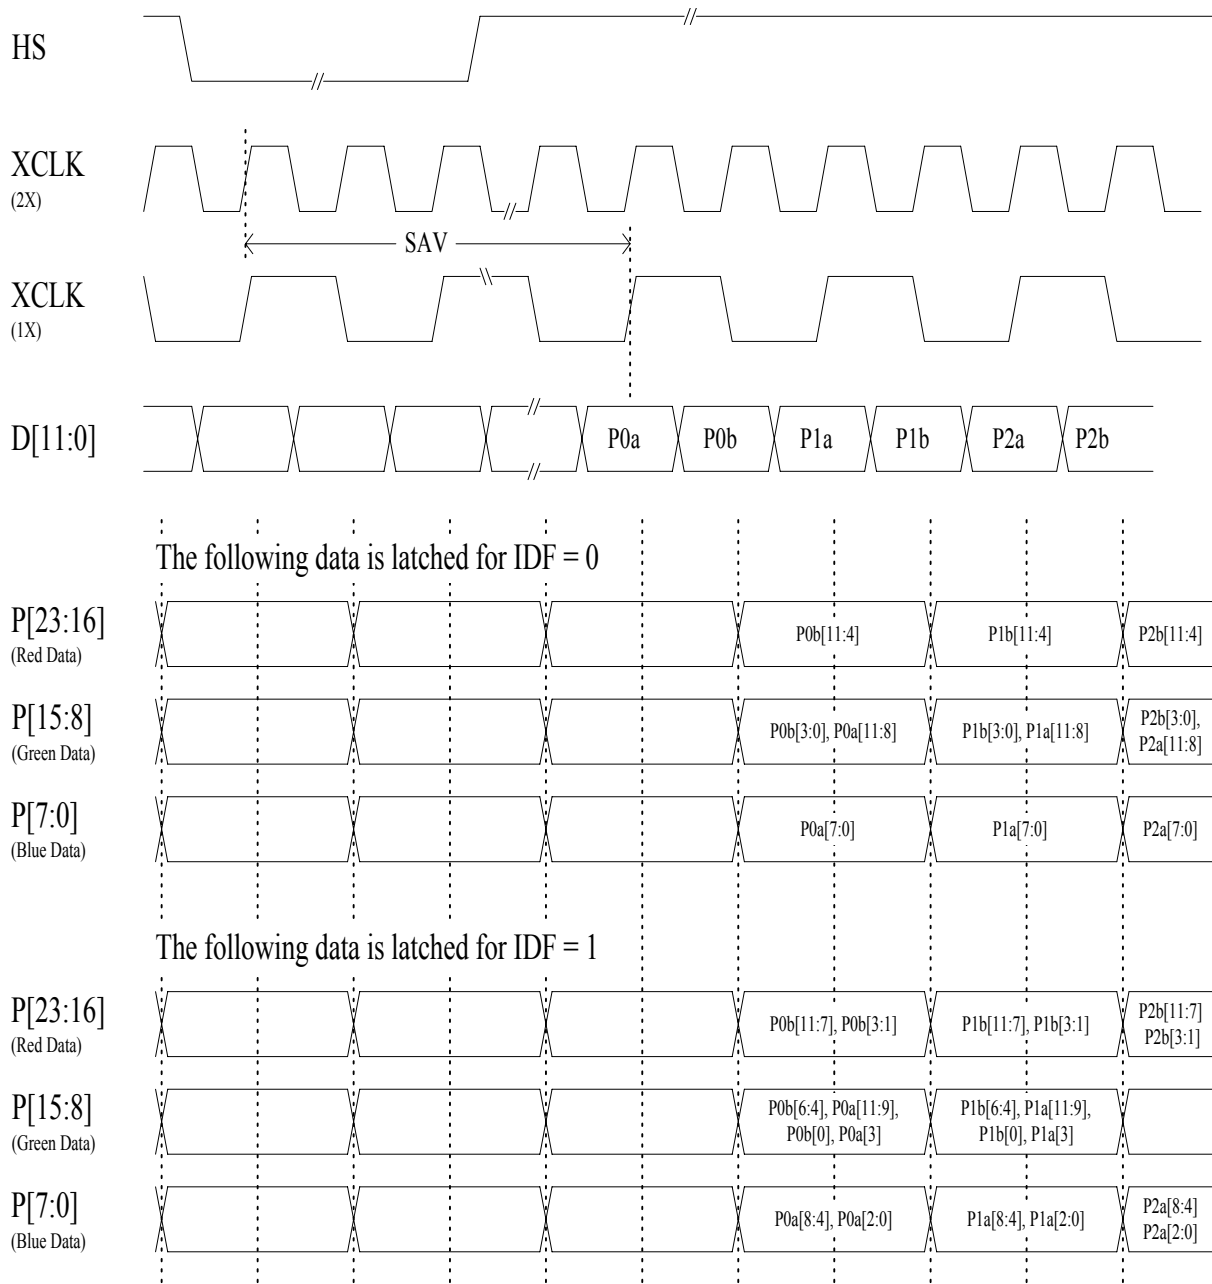 HS
XCLK
(2X)
SAV
XCLK
(1X)
D[11:0]
P0a P0b P1a P1b P2a P2b
The following data is latched for IDF = 0
P[23:16]
(Red Data)
P0b[11:4] P1b[11:4] P2b[11:4]
P[15:8]
(Green Data)
P0b[3:0], P0a[11:8] P1b[3:0], P1a[11:8] P2b[3:0],
P2a[11:8]
P[7:0]
(Blue Data)
P0a[7:0] P1a[7:0] P2a[7:0]
The following data is latched for IDF = 1
P[23:16]
(Red Data)
P0b[11:7], P0b[3:1] P1b[11:7], P1b[3:1] P2b[11:7]
P2b[3:1]
P[15:8]
(Green Data)
P0b[6:4], P0a[11:9], P1b[6:4], P1a[11:9],
P0b[0], P0a[3] P1b[0], P1a[3]
P[7:0]
(Blue Data)
P0a[8:4], P0a[2:0] P1a[8:4], P1a[2:0] P2a[8:4]
P2a[2:0]